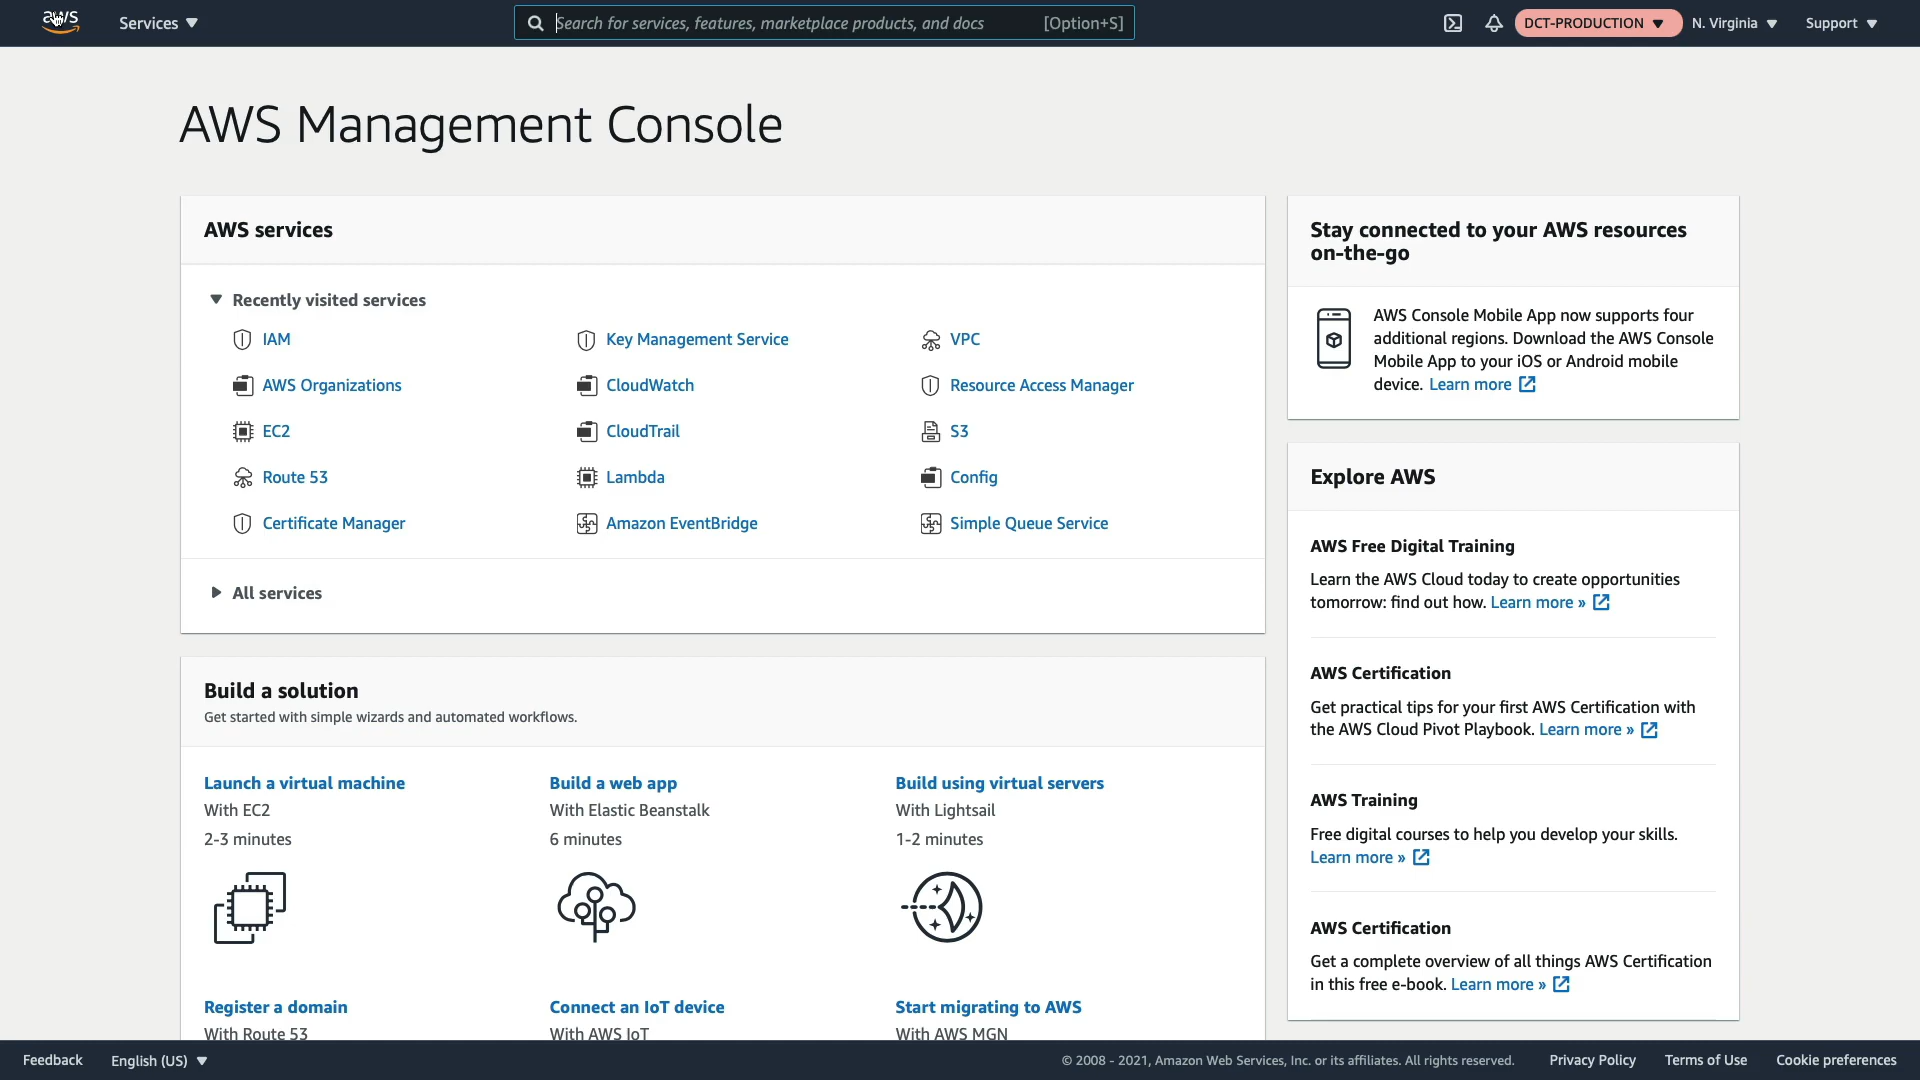 aws
Services
Search for services, features, marketplace products, and docs
[Option+S]
DCT-PRODUCTION
N. Virginia
Support
AWS Management Console
AWS services
Recently visited services
IAM
Key Management Service
VPC
AWS Organizations
CloudWatch
Resource Access Manager
EC2
CloudTrail
S3
Route 53
Lambda
Config
Certificate Manager
Amazon EventBridge
Simple Queue Service
All services
Build a solution
Get started with simple wizards and automated workflows.
Launch a virtual machine
With EC2
2-3 minutes
Build a web app
With Elastic Beanstalk
6 minutes
Build using virtual servers
With Lightsail
1-2 minutes
Register a domain
With Route 53
Connect an IoT device
With AWS IoT
Start migrating to AWS
With AWS MGN
Stay connected to your AWS resources
on-the-go
AWS Console Mobile App now supports four
additional regions. Download the AWS Console
Mobile App to your iOS or Android mobile
device. Learn more
Explore AWS
AWS Free Digital Training
Learn the AWS Cloud today to create opportunities
tomorrow: find out how. Learn more »
AWS Certification
Get practical tips for your first AWS Certification with
the AWS Cloud Pivot Playbook. Learn more »
AWS Training
Free digital courses to help you develop your skills.
Learn more »
AWS Certification
Get a complete overview of all things AWS Certification
in this free e-book. Learn more »
Feedback
English (US)
© 2008 - 2021, Amazon Web Services, Inc. or its affiliates. All rights reserved.
Privacy Policy
Terms of Use
Cookie preferences